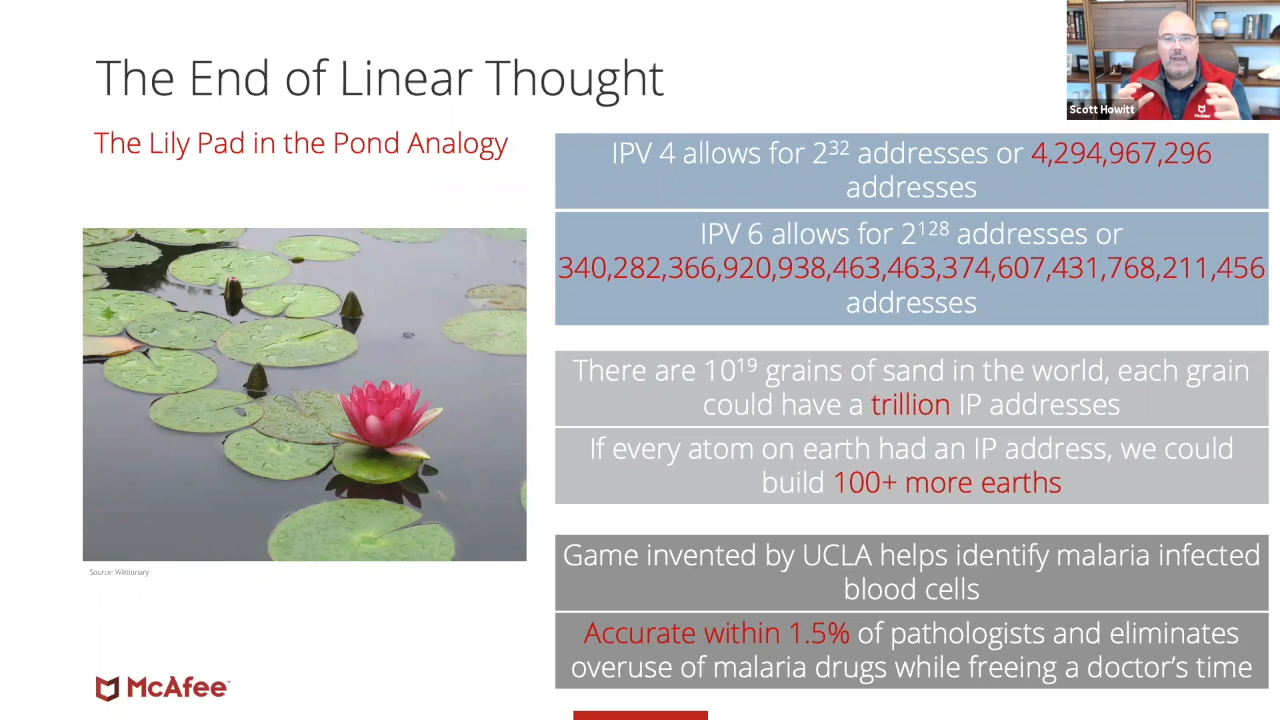 The End of Linear Thought
The Lily Pad in the Pond Analogy
Scott Howitt
McAfee
IPV 4 allows for 2³² addresses or 4,294,967,296
addresses
IPV 6 allows for 2¹²⁸ addresses or
340,282,366,920,938,463,463,374,607,431,768,211,456
addresses
There are 10¹⁹ grains of sand in the world, each grain
could have a trillion IP addresses
If every atom on earth had an IP address, we could
build 100+ more earths
Game invented by UCLA helps identify malaria infected
blood cells
Accurate within 1.5% of pathologists and eliminates
overuse of malaria drugs while freeing a doctor's time
Source: Wiktionary
McAfee™